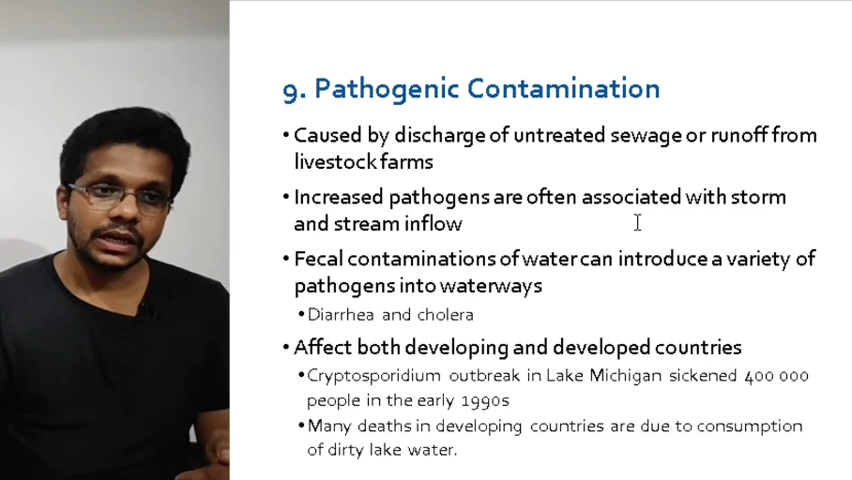 9. Pathogenic Contamination
• Caused by discharge of untreated sewage or runoff from
livestock farms
• Increased pathogens are often associated with storm
and stream inflow
• Fecal contaminations of water can introduce a variety of
pathogens into waterways
• Diarrhea and cholera
• Affect both developing and developed countries
• Cryptosporidium outbreak in Lake Michigan sickened 400 000
people in the early 1990s
• Many deaths in developing countries are due to consumption
of dirty lake water.